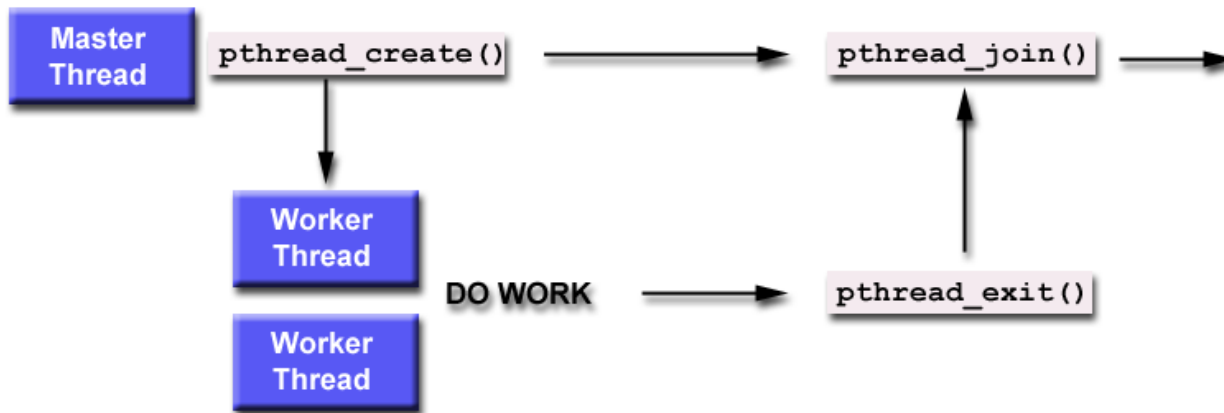 Master
Thread
pthread_create()
pthread_join()
Worker
Thread
DO WORK
pthread_exit()
Worker
Thread